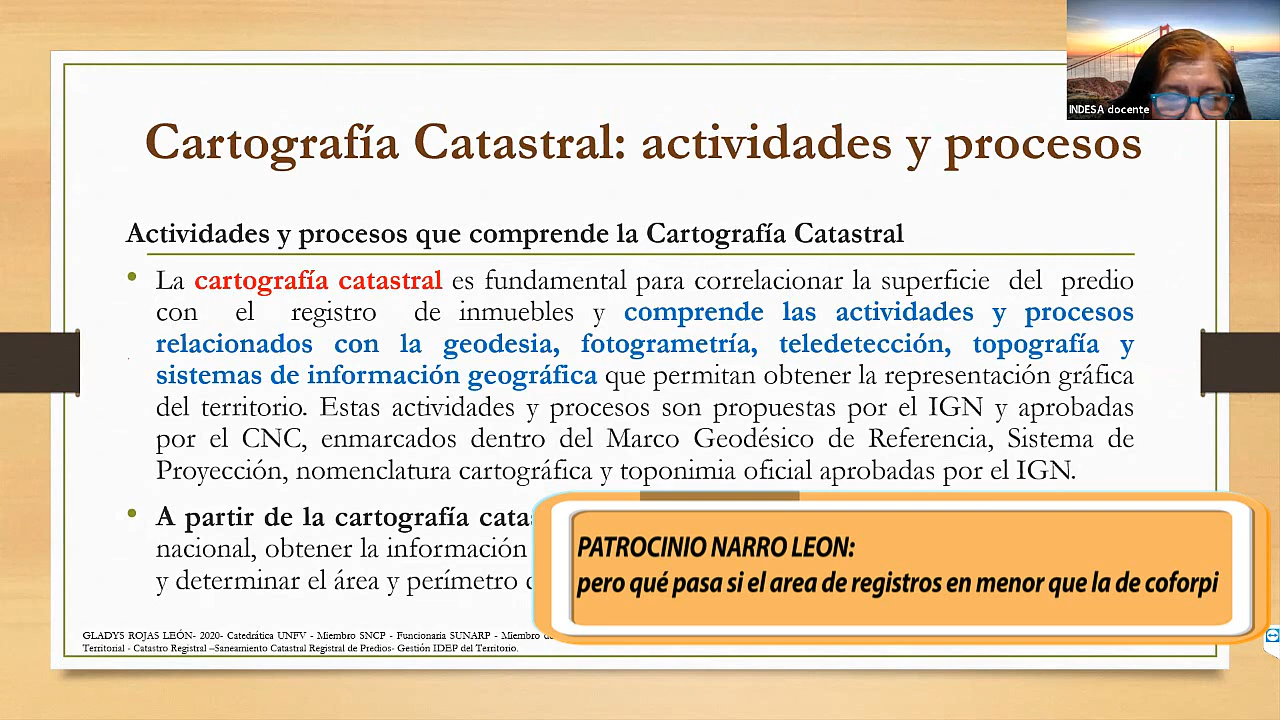 INDESA docente
Cartografía Catastral: actividades y procesos
Actividades y procesos que comprende la Cartografía Catastral
La cartografía catastral es fundamental para correlacionar la superficie del predio
con el registro de inmuebles y comprende las actividades y procesos
relacionados con la geodesia, fotogrametría, teledetección, topografía y
sistemas de información geográfica que permitan obtener la representación gráfica
del territorio. Estas actividades y procesos son propuestas por el IGN y aprobadas
por el CNC, enmarcados dentro del Marco Geodésico de Referencia, Sistema de
Proyección, nomenclatura cartográfica y toponimia oficial aprobadas por el IGN.
A partir de la cartografía
nacional, obtener la información
y determinar el área y perímetro
PATROCINIO NARRO LEON:
pero qué pasa si el area de registros en menor que la de coforpi
GLADYS ROJAS LEÓN- 2020- Catedrática UNFV - Miembro SNCP - Funcionaria SUNARP - Miembro
Territorial - Catastro Registral –Saneamiento Catastral Registral de Predios- Gestión IDEP del Territorio.